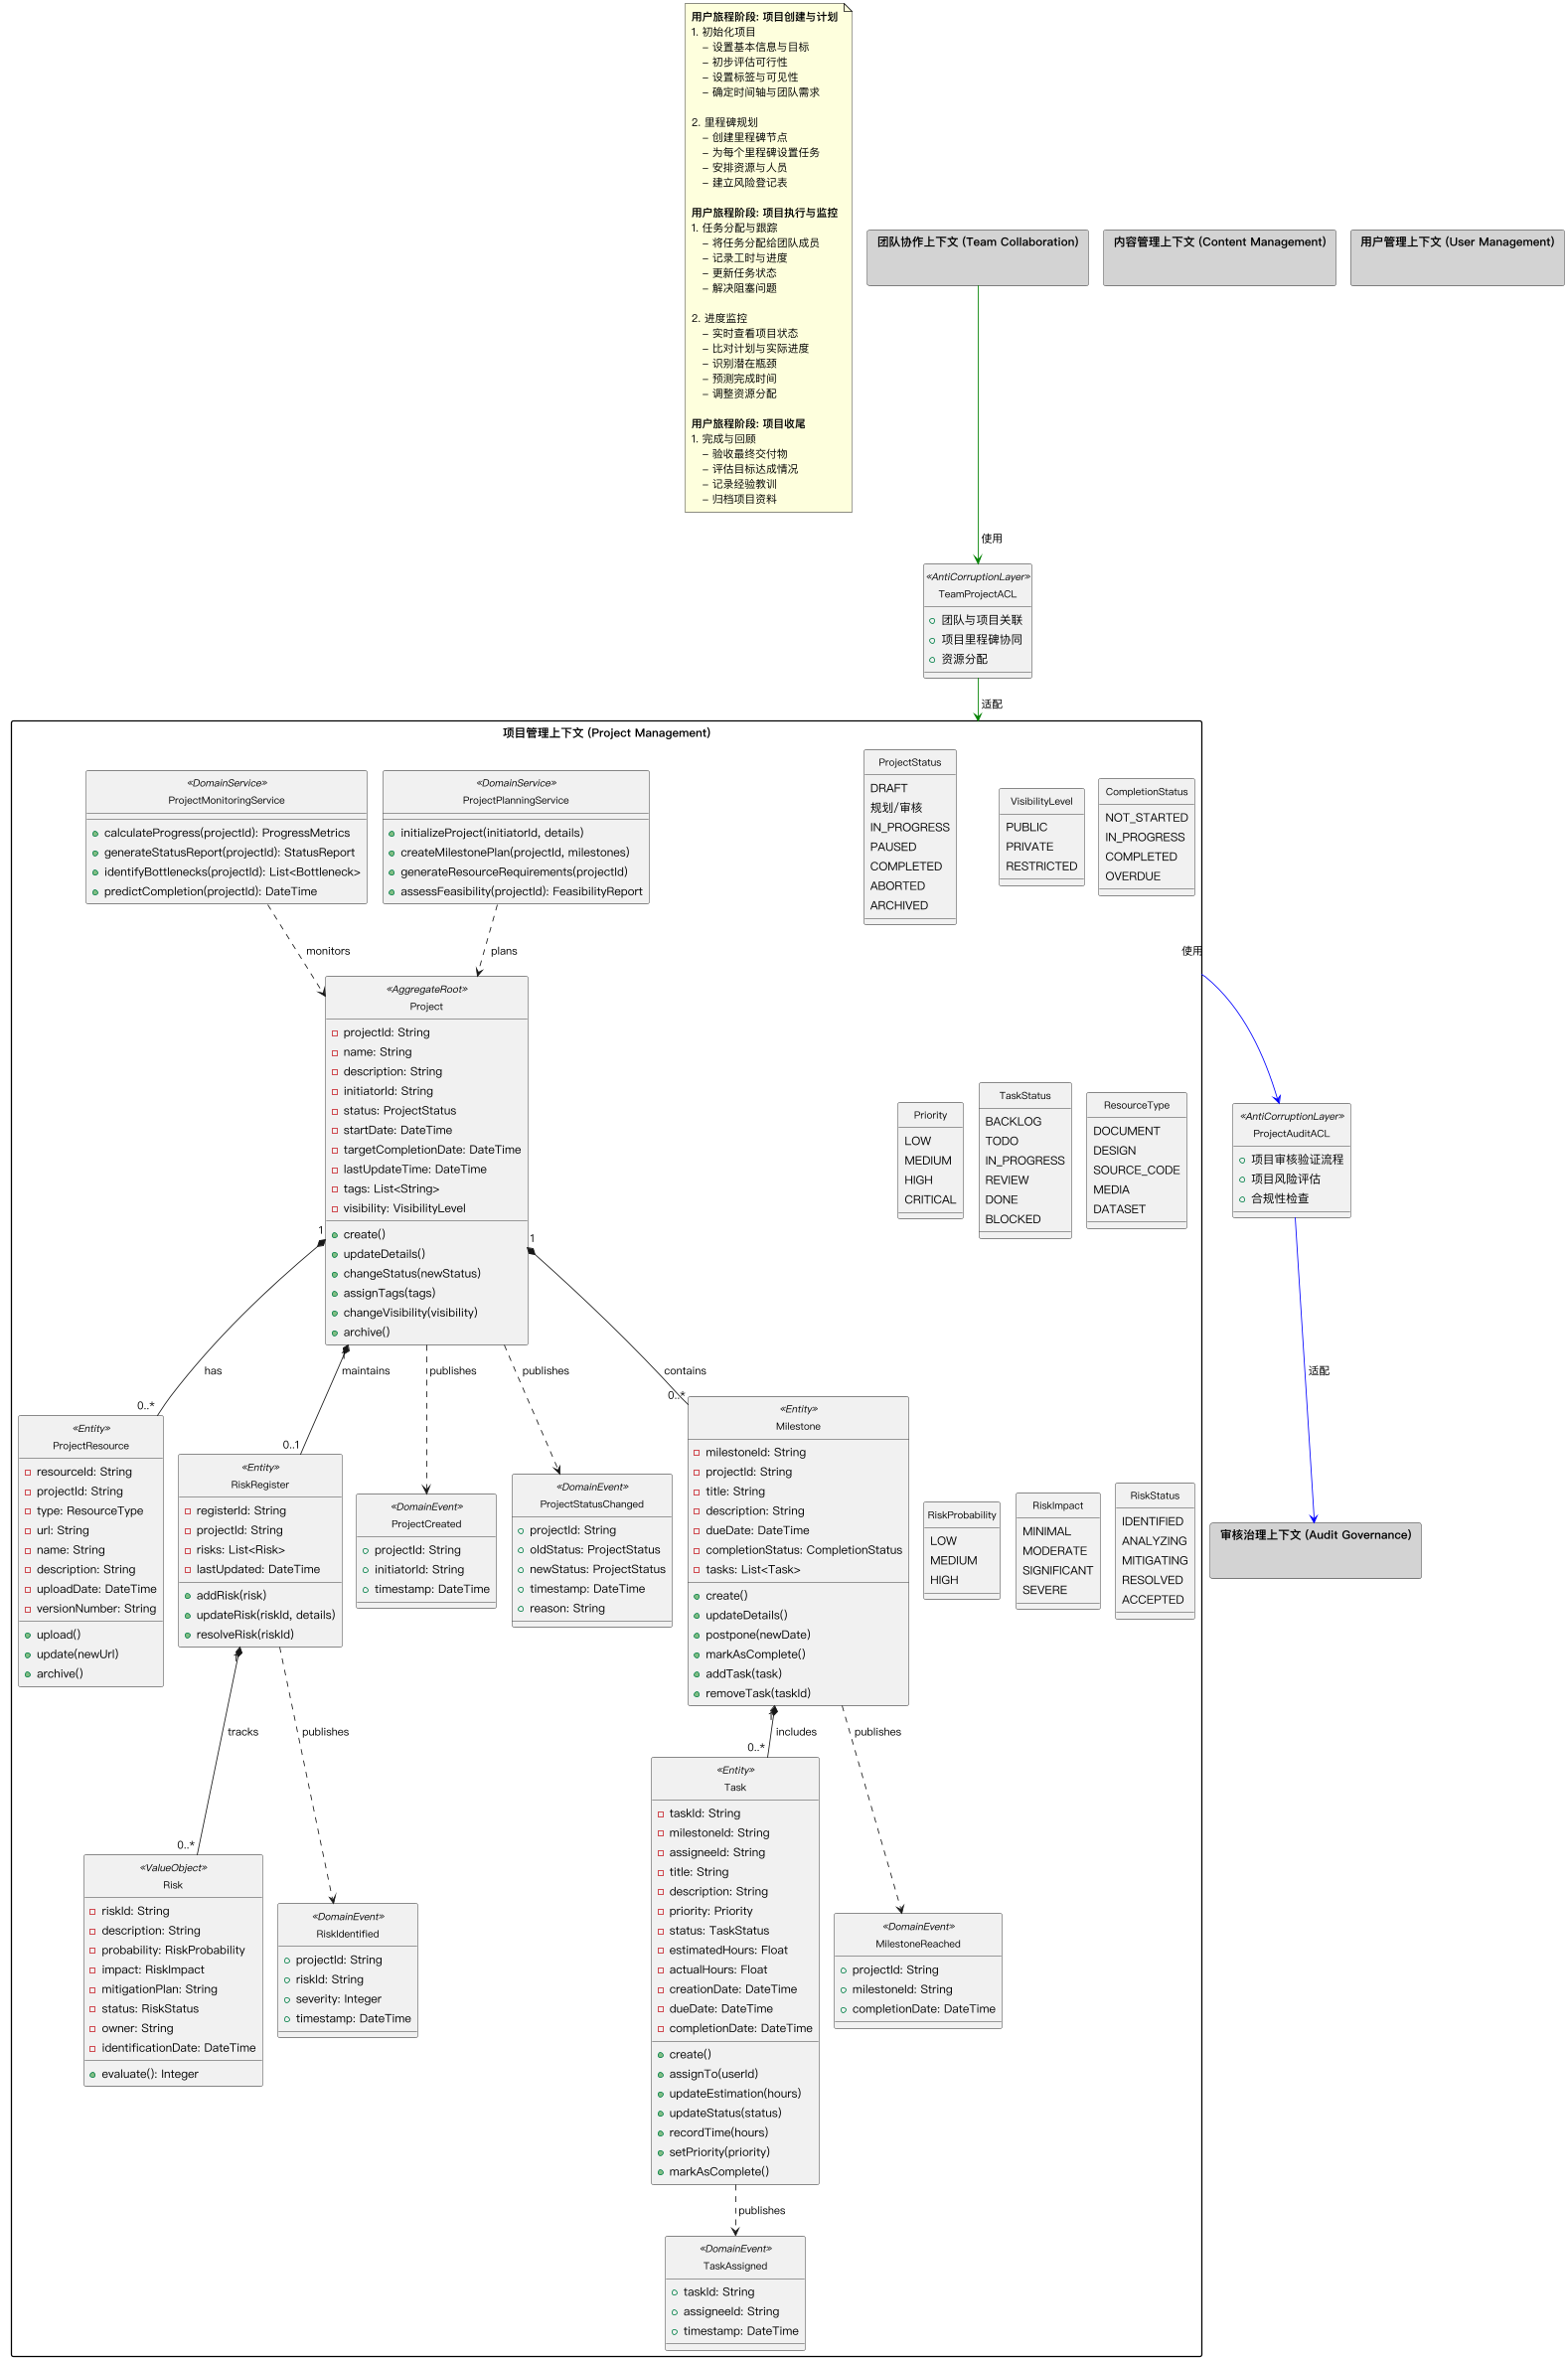 用户旅程阶段: 项目创建与计划
1. 初始化项目
– 设置基本信息与目标
– 初步评估可行性
– 设置标签与可见性
– 确定时间轴与团队需求
2. 里程碑规划
– 创建里程碑节点
– 为每个里程碑设置任务
– 安排资源与人员
– 建立风险登记表
用户旅程阶段: 项目执行与监控
1. 任务分配与跟踪
– 将任务分配给团队成员
– 记录工时与进度
– 更新任务状态
– 解决阻塞问题
2. 进度监控
– 实时查看项目状态
– 比对计划与实际进度
– 识别潜在瓶颈
– 预测完成时间
– 调整资源分配
用户旅程阶段: 项目收尾
1. 完成与回顾
– 验收最终交付物
– 评估目标达成情况
– 记录经验教训
– 归档项目资料
团队协作上下文 (Team Collaboration)
内容管理上下文 (Content Management)
用户管理上下文 (User Management)
使用
«AntiCorruptionLayer»
TeamProjectACL
团队与项目关联
项目里程碑协同
资源分配
适配
项目管理上下文 (Project Management)
«DomainService»
ProjectMonitoringService
calculateProgress(projectId): ProgressMetrics
generateStatusReport(projectId): StatusReport
identifyBottlenecks(projectId): List<Bottleneck>
predictCompletion(projectId): DateTime
«DomainService»
ProjectPlanningService
initializeProject(initiatorId, details)
createMilestonePlan(projectId, milestones)
generateResourceRequirements(projectId)
assessFeasibility(projectId): FeasibilityReport
ProjectStatus
DRAFT
规划/审核
IN_PROGRESS
PAUSED
COMPLETED
ABORTED
ARCHIVED
VisibilityLevel
PUBLIC
PRIVATE
RESTRICTED
CompletionStatus
NOT_STARTED
IN_PROGRESS
COMPLETED
OVERDUE
monitors
plans
使用
«AggregateRoot»
Project
projectId: String
name: String
description: String
initiatorId: String
status: ProjectStatus
startDate: DateTime
targetCompletionDate: DateTime
lastUpdateTime: DateTime
tags: List<String>
visibility: VisibilityLevel
create()
updateDetails()
changeStatus(newStatus)
assignTags(tags)
changeVisibility(visibility)
archive()
Priority
LOW
MEDIUM
HIGH
CRITICAL
TaskStatus
BACKLOG
TODO
IN_PROGRESS
REVIEW
DONE
BLOCKED
ResourceType
DOCUMENT
DESIGN
SOURCE_CODE
MEDIA
DATASET
«AntiCorruptionLayer»
ProjectAuditACL
项目审核验证流程
项目风险评估
合规性检查
1
1
has
1
maintains
publishes
publishes
contains
适配
0..*
0..1
0..*
«Entity»
ProjectResource
resourceId: String
projectId: String
type: ResourceType
url: String
name: String
description: String
uploadDate: DateTime
versionNumber: String
upload()
update(newUrl)
archive()
«Entity»
RiskRegister
registerId: String
projectId: String
risks: List<Risk>
lastUpdated: DateTime
addRisk(risk)
updateRisk(riskId, details)
resolveRisk(riskId)
«DomainEvent»
ProjectCreated
projectId: String
initiatorId: String
timestamp: DateTime
«DomainEvent»
ProjectStatusChanged
projectId: String
oldStatus: ProjectStatus
newStatus: ProjectStatus
timestamp: DateTime
reason: String
«Entity»
Milestone
milestoneId: String
projectId: String
title: String
description: String
dueDate: DateTime
completionStatus: CompletionStatus
tasks: List<Task>
create()
updateDetails()
postpone(newDate)
markAsComplete()
addTask(task)
removeTask(taskId)
RiskProbability
LOW
MEDIUM
HIGH
RiskImpact
MINIMAL
MODERATE
SIGNIFICANT
SEVERE
RiskStatus
IDENTIFIED
ANALYZING
MITIGATING
RESOLVED
ACCEPTED
审核治理上下文 (Audit Governance)
1
tracks
publishes
1
includes
publishes
0..*
0..*
«ValueObject»
Risk
riskId: String
description: String
probability: RiskProbability
impact: RiskImpact
mitigationPlan: String
status: RiskStatus
owner: String
identificationDate: DateTime
evaluate(): Integer
«DomainEvent»
RiskIdentified
projectId: String
riskId: String
severity: Integer
timestamp: DateTime
«Entity»
Task
taskId: String
milestoneId: String
assigneeId: String
title: String
description: String
priority: Priority
status: TaskStatus
estimatedHours: Float
actualHours: Float
creationDate: DateTime
dueDate: DateTime
completionDate: DateTime
create()
assignTo(userId)
updateEstimation(hours)
updateStatus(status)
recordTime(hours)
setPriority(priority)
markAsComplete()
«DomainEvent»
MilestoneReached
projectId: String
milestoneId: String
completionDate: DateTime
publishes
«DomainEvent»
TaskAssigned
taskId: String
assigneeId: String
timestamp: DateTime